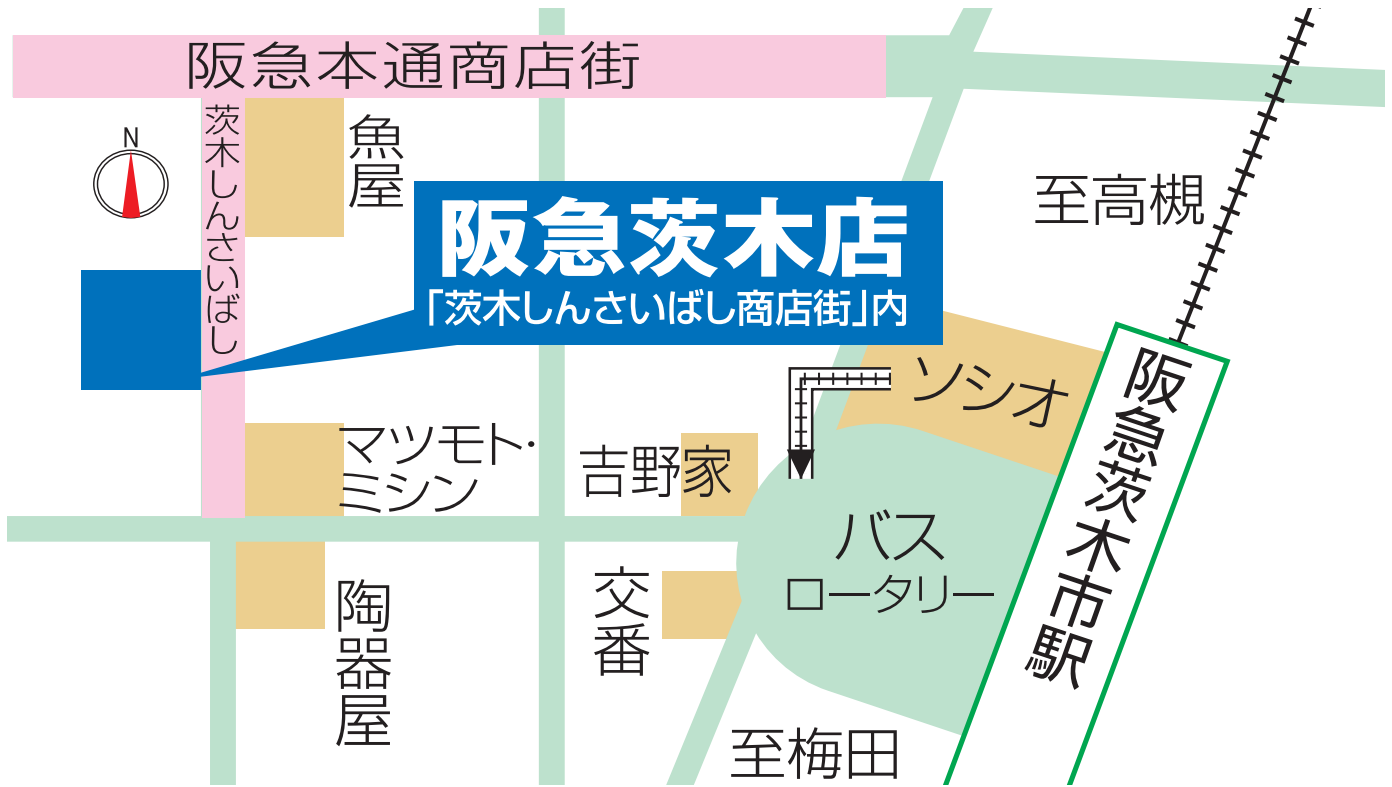 阪急本通商店街
茨木しんさいばし
N
魚屋
阪急茨木店
「茨木しんさいばし商店街」内
至高槻
ソシオ
阪急茨木市駅
マツモト・
ミシン
吉野家
バス
ロータリー
陶器屋
交番
至梅田